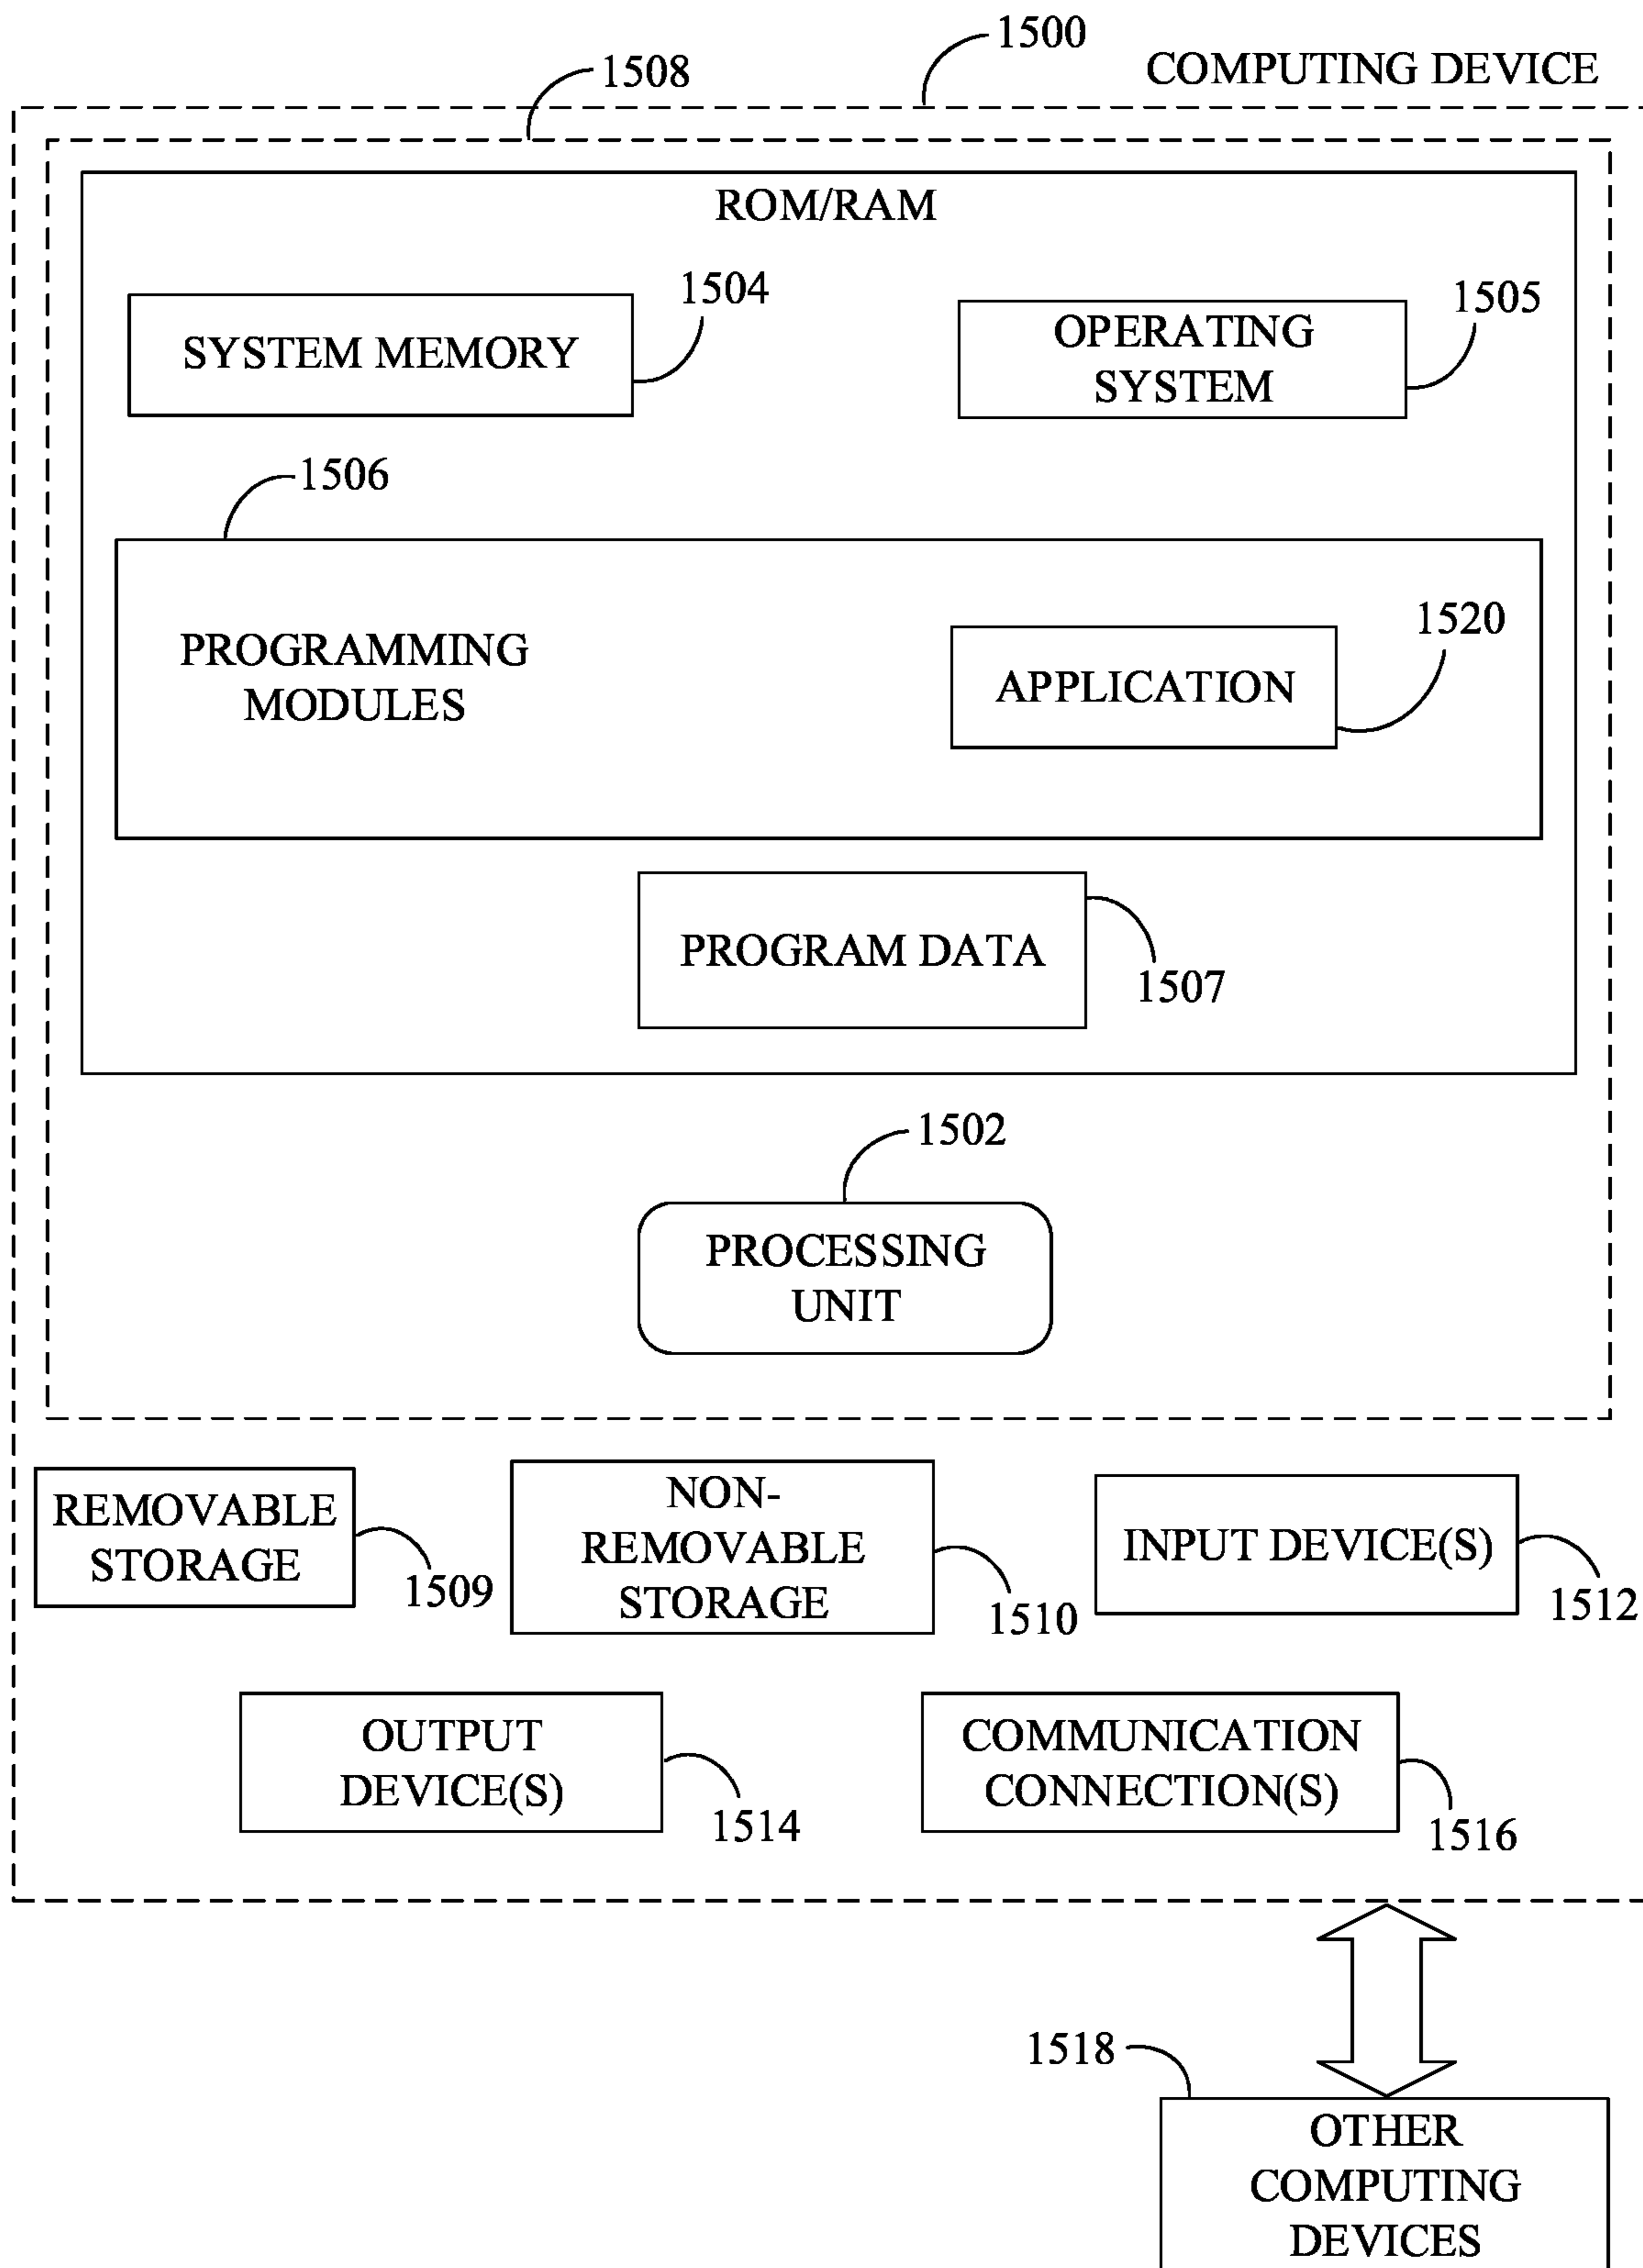 1500
COMPUTING DEVICE
1508
ROM/RAM
1504
SYSTEM MEMORY
1505
OPERATING
SYSTEM
1506
PROGRAMMING
MODULES
1520
APPLICATION
PROGRAM DATA
1507
1502
PROCESSING
UNIT
REMOVABLE
STORAGE
1509
NON-
REMOVABLE
STORAGE
1510
INPUT DEVICE(S)
1512
OUTPUT
DEVICE(S)
1514
COMMUNICATION
CONNECTION(S)
1516
1518
OTHER
COMPUTING
DEVICES